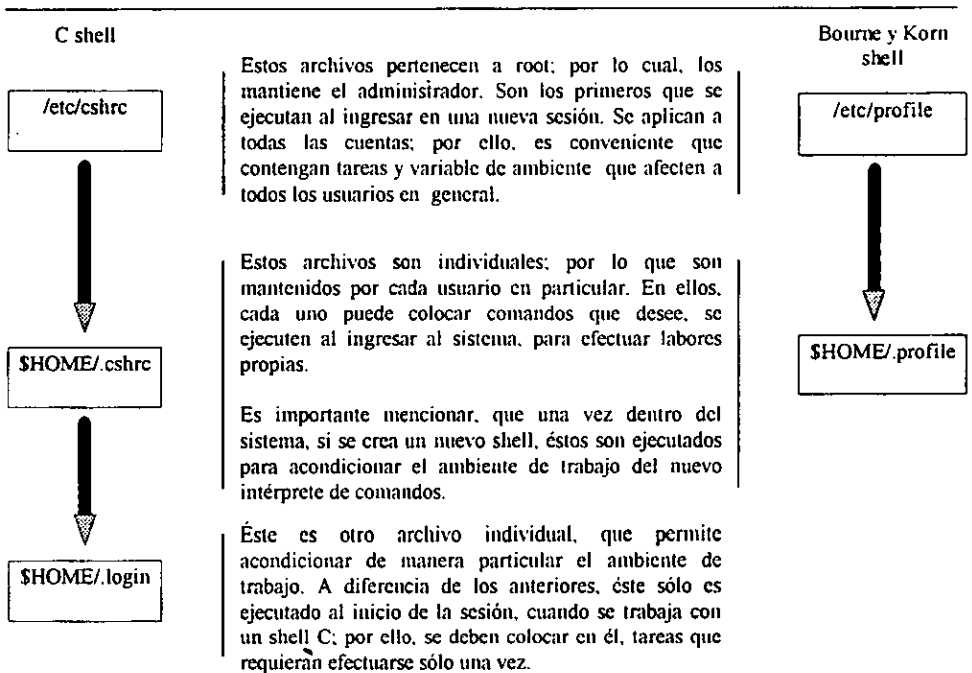 C shell
Bourne y Korn
shell
/etc/cshrc
Estos archivos pertenecen a root; por lo cual, los
mantiene el administrador. Son los primeros que se
ejecutan al ingresar en una nueva sesión. Se aplican a
todas las cuentas; por ello, es conveniente que
contengan tareas y variable de ambiente que afecten a
todos los usuarios en general.
/etc/profile
Estos archivos son individuales; por lo que son
mantenidos por cada usuario en particular. En ellos,
cada uno puede colocar comandos que desee, se
ejecuten al ingresar al sistema, para efectuar labores
propias.
$HOME/.cshrc
$HOME/.profile
Es importante mencionar, que una vez dentro del
sistema, si se crea un nuevo shell, éstos son ejecutados
para acondicionar el ambiente de trabajo del nuevo
intérprete de comandos.
$HOME/.login
Éste es otro archivo individual, que permite
acondicionar de manera particular el ambiente de
trabajo. A diferencia de los anteriores, éste sólo es
ejecutado al inicio de la sesión, cuando se trabaja con
un shell C; por ello, se deben colocar en él, tareas que
requieran efectuarse sólo una vez.